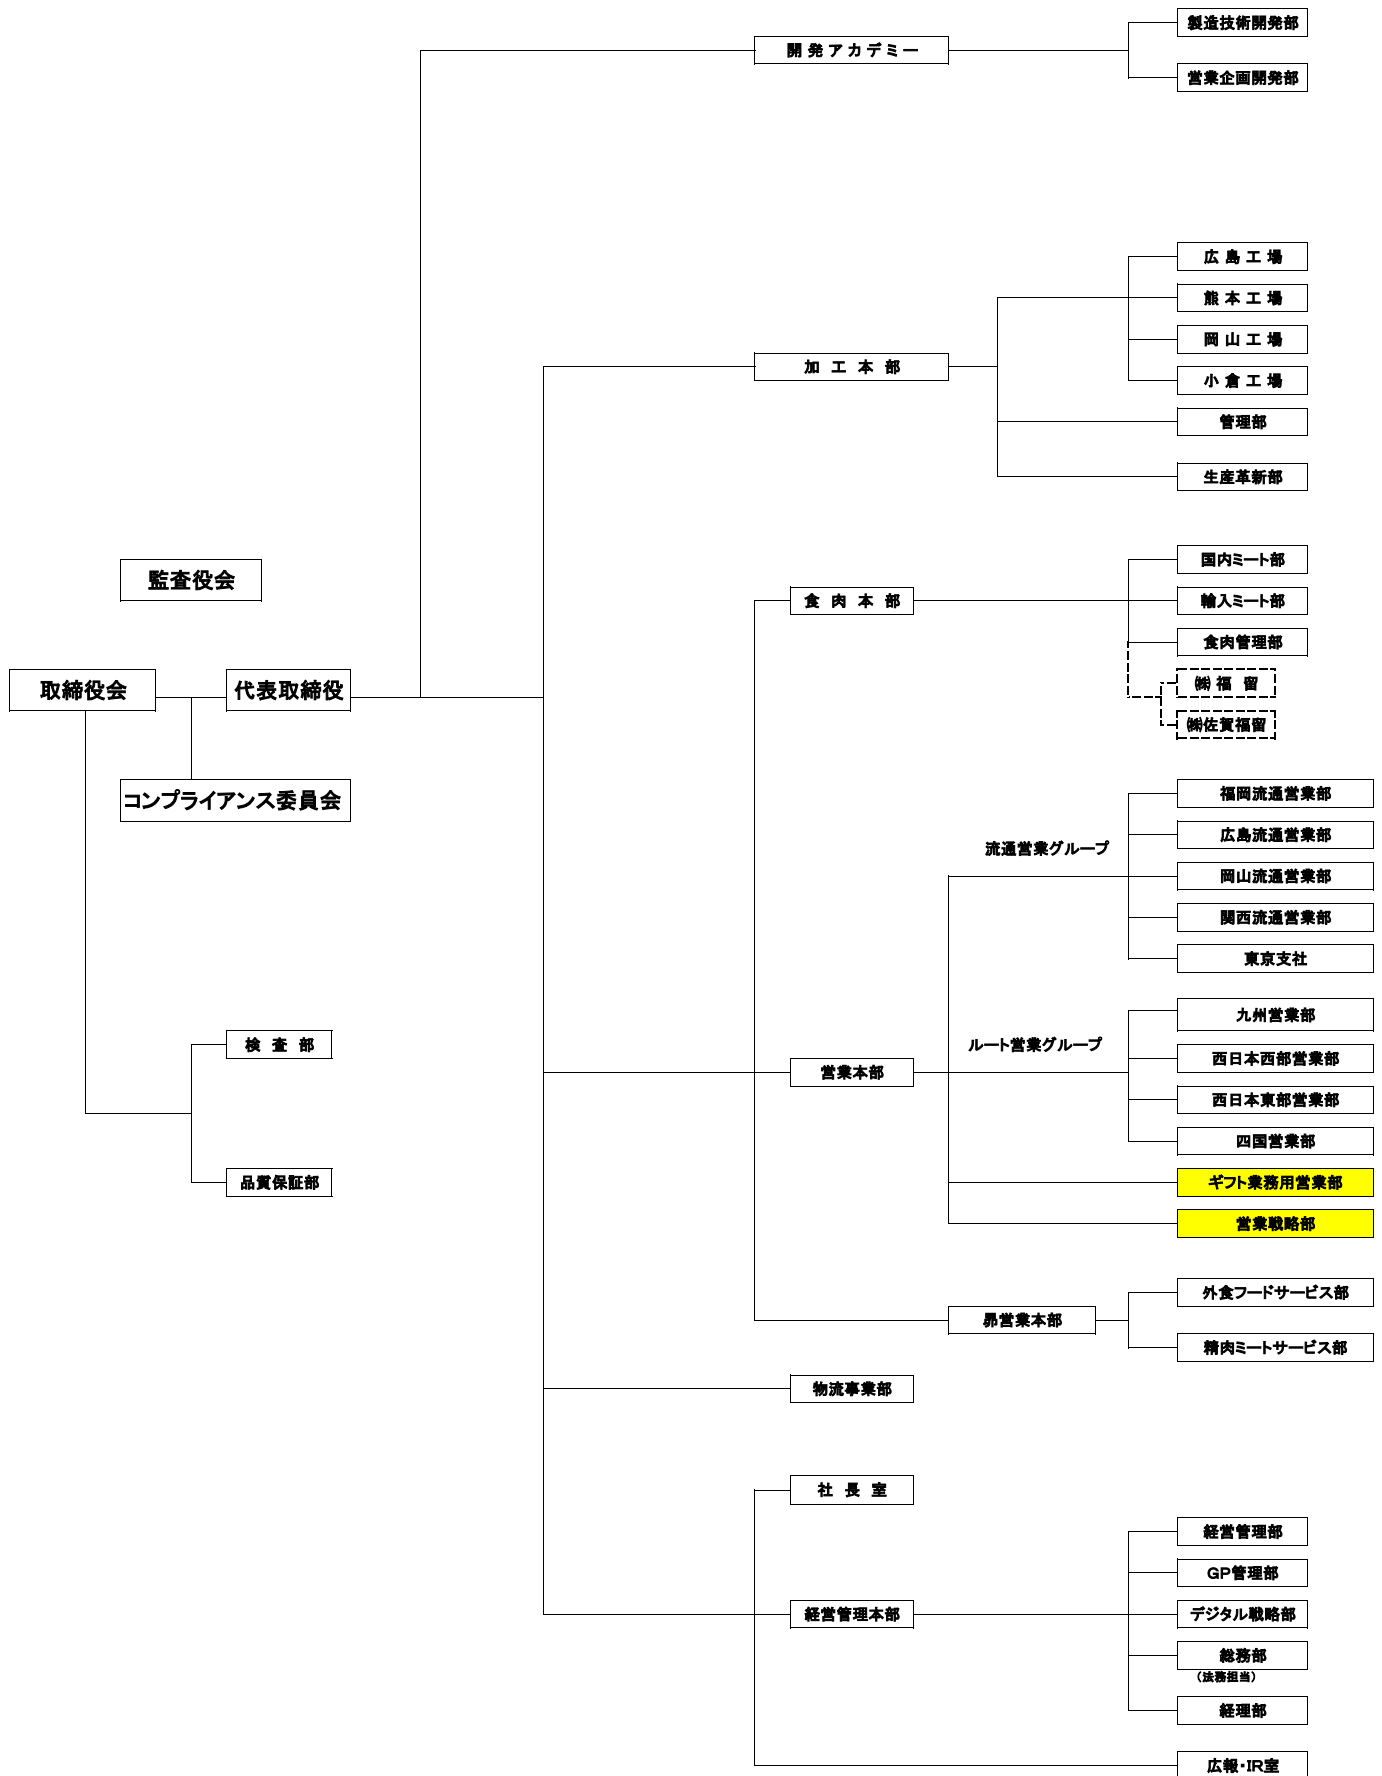 製造技術開発部
開発アカデミー
営業企画開発部
広島工場
熊本工場
岡山工場
加工本部
小倉工場
管理部
生産革新部
国内ミート部
監査役会
食肉本部
輸入ミート部
食肉管理部
取締役会
代表取締役
㈱福留
㈱佐賀福留
コンプライアンス委員会
福岡流通営業部
広島流通営業部
流通営業グループ
岡山流通営業部
関西流通営業部
東京支社
九州営業部
検査部
ルート営業グループ
西日本西部営業部
営業本部
西日本東部営業部
四国営業部
品質保証部
ギフト業務用営業部
営業戦略部
外食フードサービス部
昴営業本部
精肉ミートサービス部
物流事業部
社長室
経営管理部
GP管理部
経営管理本部
デジタル戦略部
総務部
(法務担当)
経理部
広報・IR室